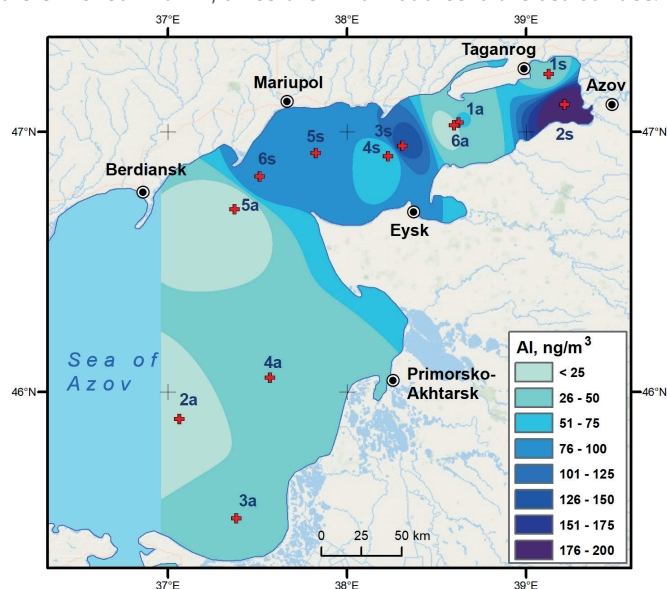 37°E
38°E
39°E
Taganrog
1s
Mariupol
Azov
47°N
47°N
1a
3s
5s
4s
6a
2s
6s
Berdiansk
5a
Eysk
Al, ng/m³
< 25
26 - 50
51 - 75
76 - 100
101 - 125
126 - 150
151 - 175
176 - 200
Sea of
Azov
4a
Primorsko-
Akhtarsk
46°N
46°N
2a
3a
0 25 50 km
37°E
38°E
39°E